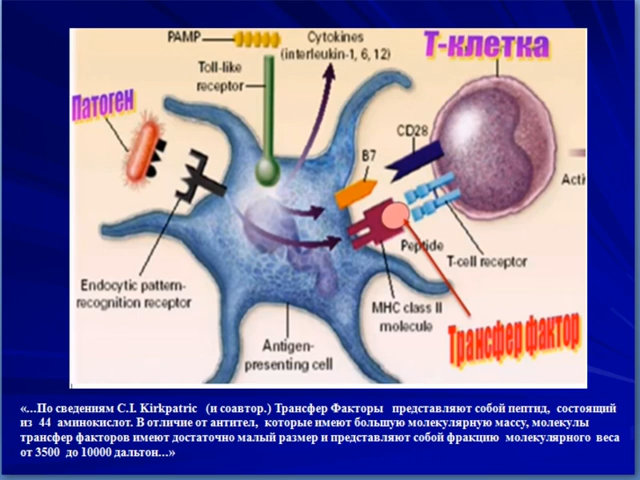 PAMP
Cytokines
(interleukin-1, 6, 12)
Т-клетка
Toll-like
receptor
Патоген
CD28
B7
Acti
Peptide
T-cell receptor
Endocytic pattern-
recognition receptor
MHC class II
molecule
Antigen-
presenting cell
Трансфер фактор
«...По сведениям C.I. Kirkpatric (и соавтор.) Трансфер Факторы представляют собой пептид, состоящий
из 44 аминокислот. В отличие от антител, которые имеют большую молекулярную массу, молекулы
трансфер факторов имеют достаточно малый размер и представляют собой фракцию молекулярного веса
от 3500 до 10000 дальтон...»